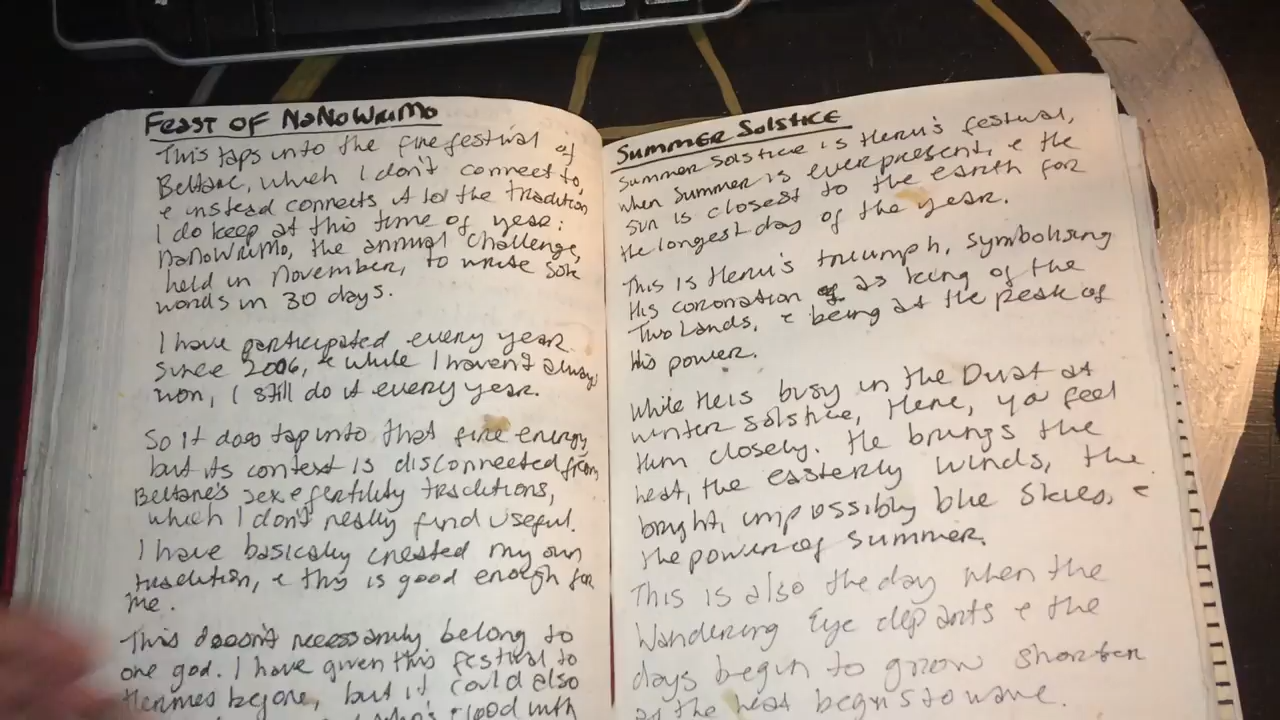 FEAST OF NaNoWriMo
This taps into the fire festival of
Beltane, which I don't connect to,
& instead connects it to the tradition
I do keep at this time of year:
NaNoWriMo, the annual challenge,
held in November, to write 50k
words in 30 days.
I have participated every year
since 2006, & while I haven't always
won, I still do it every year.
So it does tap into that fire energy,
but its context is disconnected from
Beltane's sex & fertility traditions,
which I don't really find useful.
I have basically created my own
tradition, & this is good enough for
me.
This doesn't necessarily belong to
one god. I have given this festival to
Hermes before, but it could also
good with
SUMMER SOLSTICE
Summer Solstice is Heru's festival,
when Summer is ever present, & the
sun is closest to the earth for
the longest day of the year.
This is Heru's triumph, symbolising
His coronation as king of the
Two Lands, & being at the peak of
His power.
While He is busy in the Duat at
winter solstice, Here, you feel
Him closely. He brings the
heat, the easterly winds, the
bright, impossibly blue skies, &
the power of summer.
This is also the day when the
Wandering Eye departs & the
days begin to grow shorter
as the heat begins to wane.